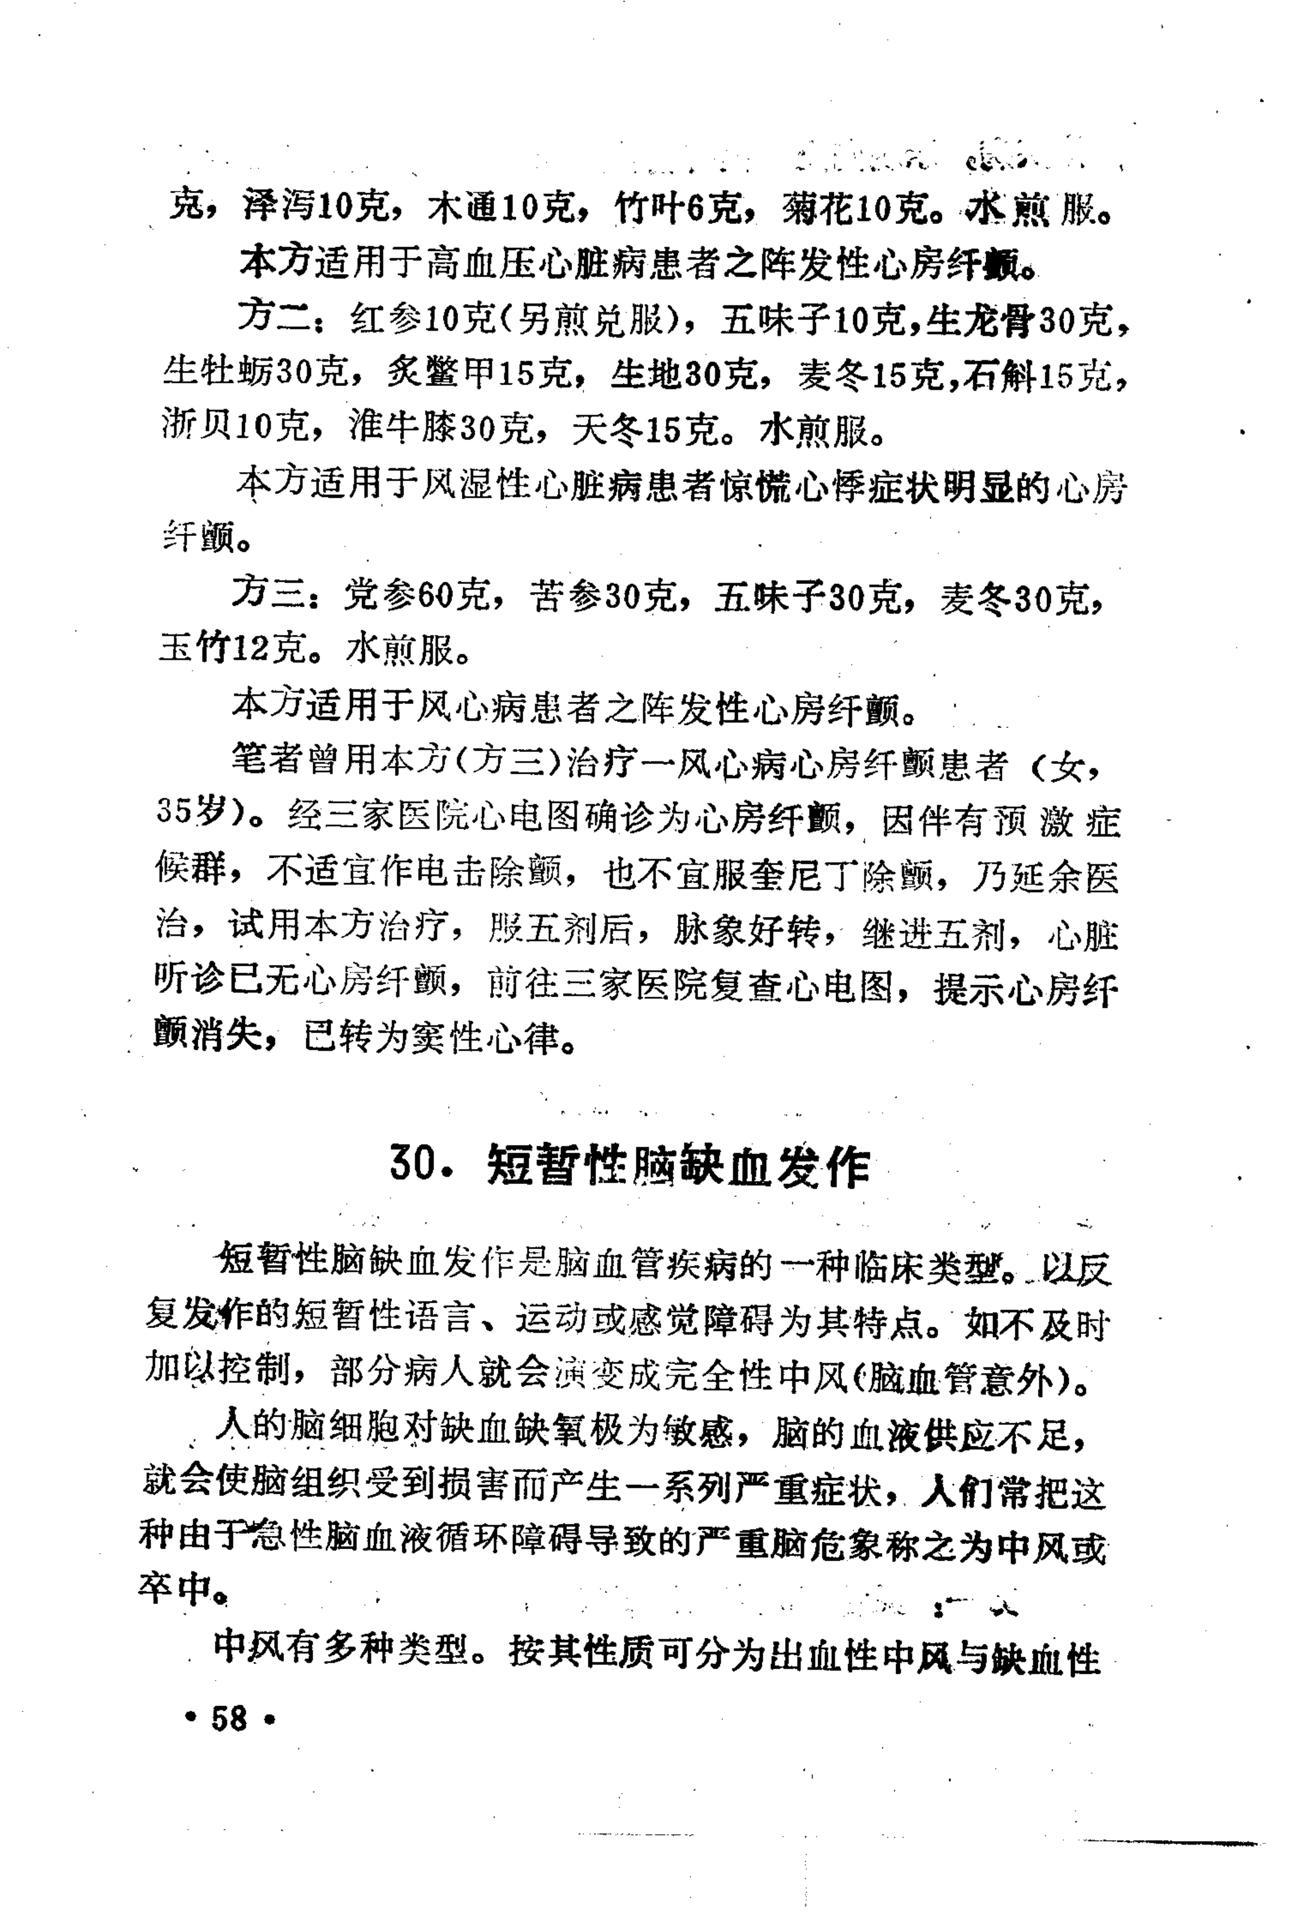 克，泽泻10克，木通10克，竹叶6克，菊花10克。水煎服。
本方适用于高血压心脏病患者之阵发性心房纤颤。
方二：红参10克(另煎兑服)，五味子10克，生龙骨30克，
生牡蛎30克，炙鳖甲15克，生地30克，麦冬15克，石斛15克，
浙贝10克，淮牛膝30克，天冬15克。水煎服。
本方适用于风湿性心脏病患者惊慌心悸症状明显的心房
纤颤。
方三：党参60克，苦参30克，五味子30克，麦冬30克，
玉竹12克。水煎服。
本方适用于风心病患者之阵发性心房纤颤。
笔者曾用本方(方三)治疗一风心病心房纤颤患者（女，
35岁)。经三家医院心电图确诊为心房纤颤，因伴有预激症
候群，不适宜作电击除颤，也不宜服奎尼丁除颤，乃延余医
治，试用本方治疗，服五剂后，脉象好转，继进五剂，心脏
听诊已无心房纤颤，前往三家医院复查心电图，提示心房纤
颤消失，已转为窦性心律。
30．短暂性脑缺血发作
短暂性脑缺血发作是脑血管疾病的一种临床类型。以反
复发作的短暂性语言、运动或感觉障碍为其特点。如不及时
加以控制，部分病人就会演变成完全性中风(脑血管意外)。
人的脑细胞对缺血缺氧极为敏感，脑的血液供应不足，
就会使脑组织受到损害而产生一系列严重症状，人们常把这
种由于急性脑血液循环障碍导致的严重脑危象称之为中风或
卒中。
中风有多种类型。按其性质可分为出血性中风与缺血性
•58•